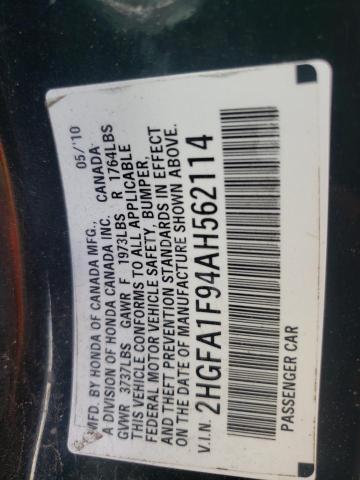 MFD. BY HONDA OF CANADA MFG., 05/'10
A DIVISION OF HONDA CANADA INC. CANADA
GVWR 3737LBS GAWR F 1973LBS R 1764LBS
THIS VEHICLE CONFORMS TO ALL APPLICABLE
FEDERAL MOTOR VEHICLE SAFETY, BUMPER,
AND THEFT PREVENTION STANDARDS IN EFFECT
ON THE DATE OF MANUFACTURE SHOWN ABOVE.
V.I.N. 2HGFA1F94AH562114
PASSENGER CAR